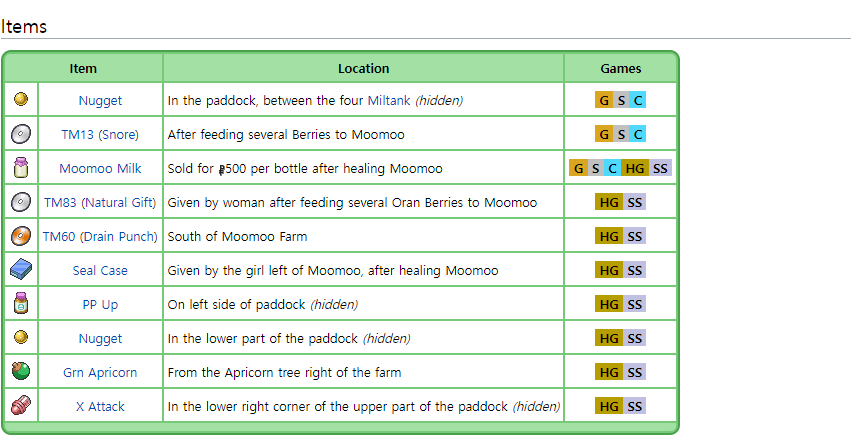 Items
Item Location Games
Nugget In the paddock, between the four Miltank (hidden) G S C
TM13 (Snore) After feeding several Berries to Moomoo G S C
Moomoo Milk Sold for 500 per bottle after healing Moomoo G S C HG SS
TM83 (Natural Gift) Given by woman after feeding several Oran Berries to Moomoo HG SS
TM60 (Drain Punch) South of Moomoo Farm HG SS
Seal Case Given by the girl left of Moomoo, after healing Moomoo HG SS
PP Up On left side of paddock (hidden) HG SS
Nugget In the lower part of the paddock (hidden) HG SS
Grn Apricorn From the Apricorn tree right of the farm HG SS
X Attack In the lower right corner of the upper part of the paddock (hidden) HG SS